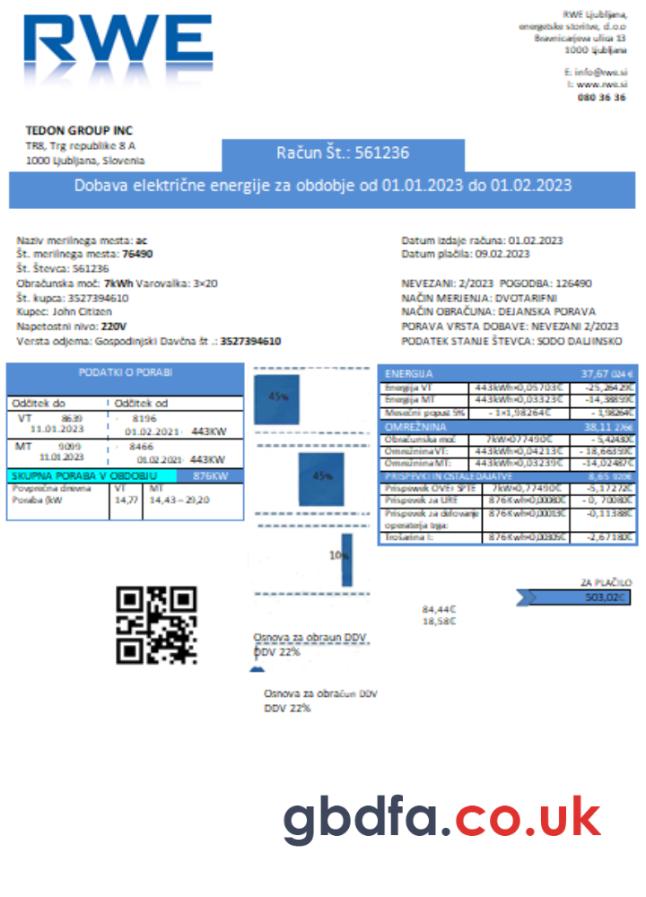 RWE
RWE Ljubljana,
energetske storitve, d.o.o
Bravnicarjeva ulica 13
1000 Ljubljana
E: info@rwe.si
I: www.rwe.si
080 36 36
TEDON GROUP INC
TR8, Trg republike 8 A
1000 Ljubljana, Slovenia
Račun Št.: 561236
Dobava električne energije za obdobje od 01.01.2023 do 01.02.2023
Naziv merilnega mesta: ac
Št. merilnega mesta: 76490
Št. Števca: 561236
Obračunska moč: 7kWh Varovalka: 3×20
Št. kupca: 3527394610
Kupec: John Citizen
Napetostni nivo: 220V
Versta odjema: Gospodinjski Davčna št .: 3527394610
Datum izdaje računa: 01.02.2023
Datum plačila: 09.02.2023
NEVEZANI: 2/2023 POGODBA: 126490
NAČIN MERJENJA: DVOTARIFNI
NAČIN OBRAČUNA: DEJANSKA PORAVA
PORAVA VRSTA DOBAVE: NEVEZANI 2/2023
PODATEK STANJE ŠTEVCA: SODO DALJINSKO
PODATKI O PORABI
Odčitek do Odčitek od
VT 8639 8196
11.01.2023 01.02.2021· 443KW
MT 9099 8466
11.01.2023 01.02.2021· 443KW
SKUPNA PORABA V OBDOBJU 876KW
Povprečna dnevna VT MT
Poraba (kW 14,77 14,43 – 29,20
45%
45%
10%
ENERGIJA 37,67 024 €
Energija VT 443kWh×0,05703€ -25,26429€
Energija MT 443kWh×0,03323€ -14,38859€
Mesečni popust 5% - 1×1,98264€ - 1,98264€
OMREŽNINA 38,11 276€
Obračunska moč 7kW×077490€ - 5,42430€
Omrežnina VT: 443kWh×0,04213€ - 18,66359€
Omrežnina MT: 443kWh×0,03239€ -14,02487€
PRISPEVKI IN OSTALE DAJATVE 8,65 920€
Prispevek OVE+ SPTE 7kW×0,77490€ -5,17272€
Prispevek za URE 876Kwh×0,00080€ - 0, 70080€
Prispevek za delovanje 876Kwh×0,00013€ -0,11388€
operaterja trga:
Trošarina I: 876Kwh×0,00305€ -2,67180€
ZA PLAČILO
503,02€
84,44€
18,58€
Osnova za obraun DDV
DDV 22%
Osnova za obračun DDV
DDV 22%
gbdfa.co.uk